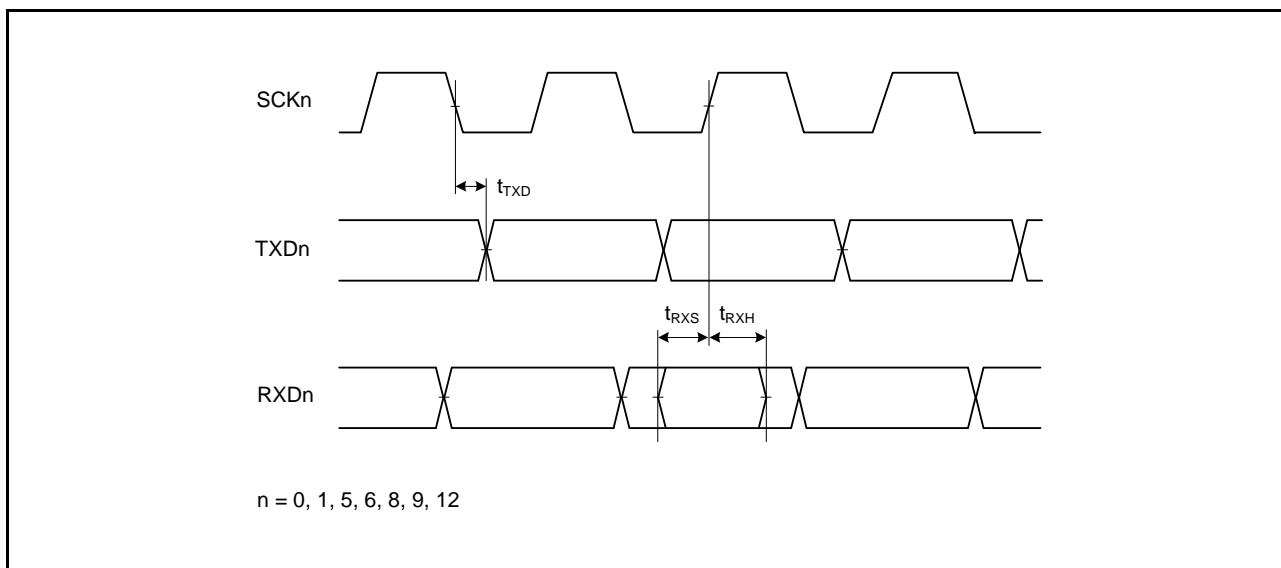 SCKn
tTXD
TXDn
tRXS tRXH
RXDn
n = 0, 1, 5, 6, 8, 9, 12